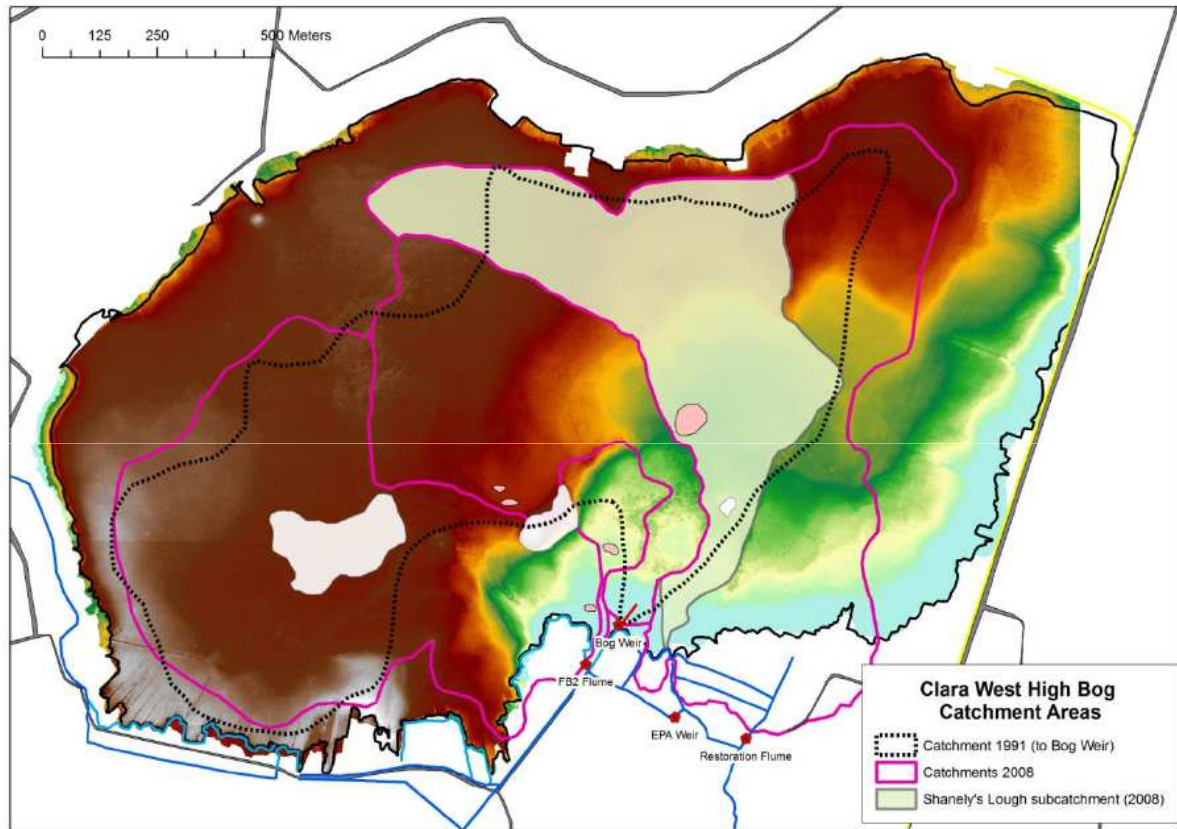 0 125 250 500 Meters
Bog Weir
FB2 Flume
EPA Weir
Restoration Flume
Clara West High Bog
Catchment Areas
Catchment 1991 (to Bog Weir)
Catchments 2008
Shanely's Lough subcatchment (2008)